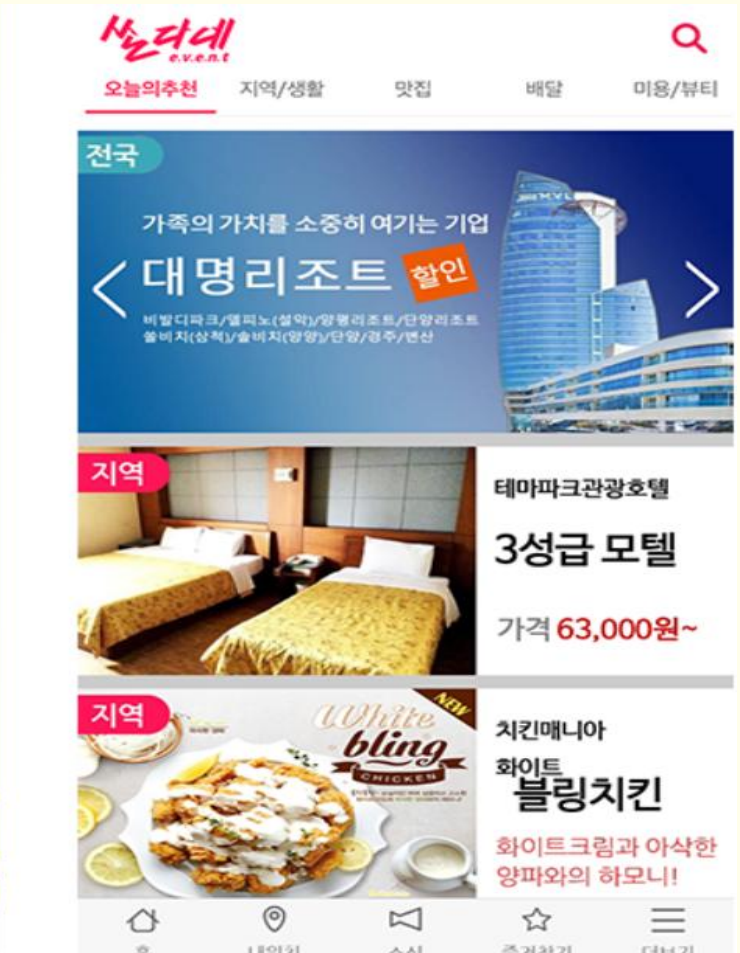 쏠다데
e.v.e.n.t
오늘의추천 지역/생활 맛집 배달 미용/뷰티
전국
가족의 가치를 소중히 여기는 기업
대명리조트 할인
비발디파크/델피노(설악)/양평리조트/단양리조트
쏠비치(삼척)/솔비치(양양)/단양/경주/변산
지역
테마파크관광호텔
3성급 모텔
가격 63,000원~
지역
NEW
White
bling
CHICKEN
치킨매니아
화이트
블링치킨
화이트크림과 아삭한
양파와의 하모니!